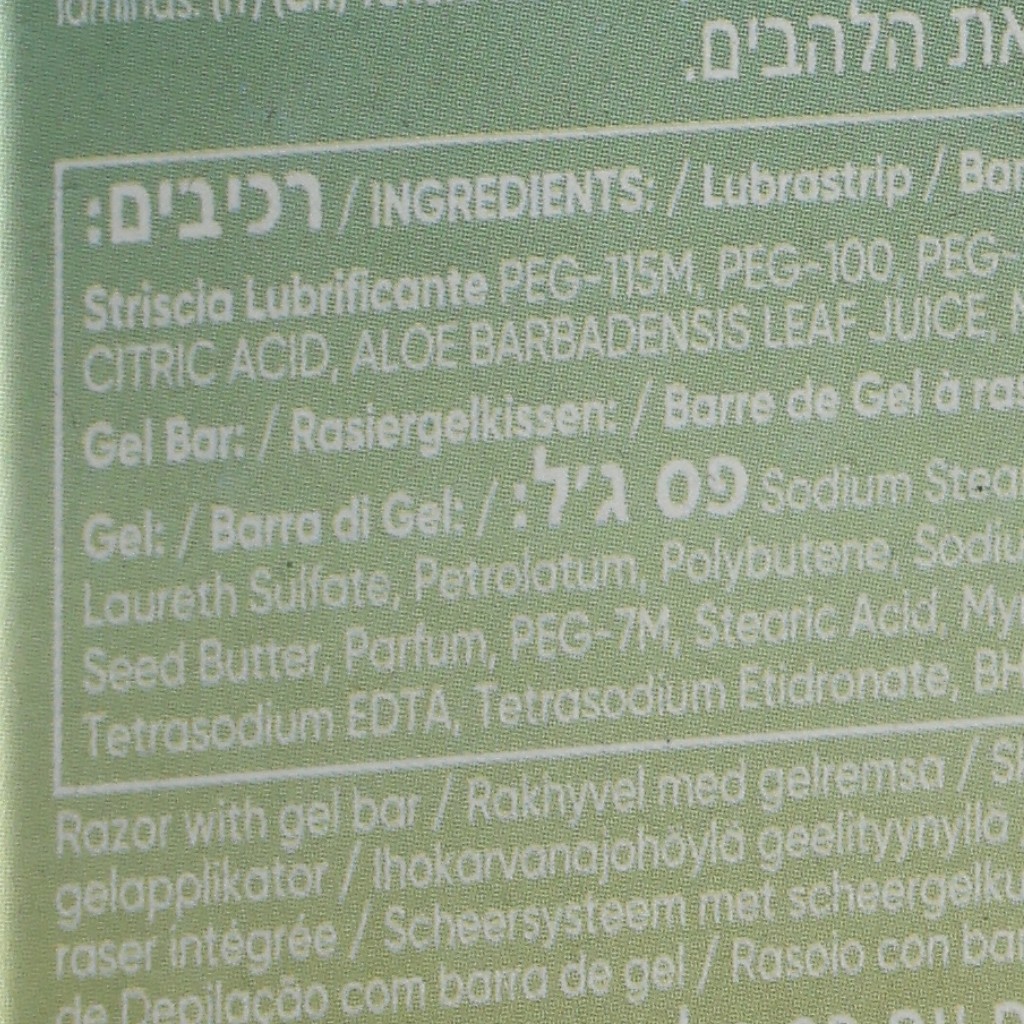 את הלהבים.
רכיבים: / INGREDIENTS: / Lubrastrip /
Striscia Lubrificante PEG-115M, PEG-100, PEG-
CITRIC ACID, ALOE BARBADENSIS LEAF JUICE,
Gel Bar: / Rasiergelkissen: / Barre de Gel à
Gel: / Barra di Gel: / פס ג'יל: Sodium
Laureth Sulfate, Petrolatum, Polybutene,
Seed Butter, Parfum, PEG-7M, Stearic Acid,
Tetrasodium EDTA, Tetrasodium Etidronate,
Razor with gel bar / Rakhyvel med gelremsa /
gelapplikator / Ihokarvanajohöylä geelityynyllä
raser intégrée / Scheersysteem met
de Depilação com barra de gel / Rasoio con